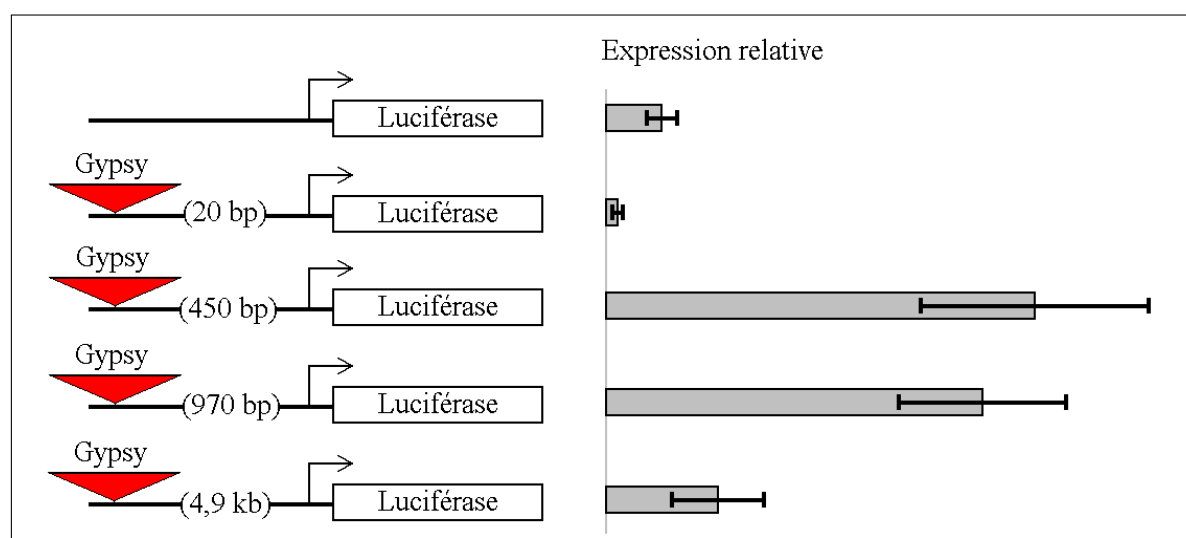 Expression relative
Luciférase
Gypsy
(20 bp)
Luciférase
Gypsy
(450 bp)
Luciférase
Gypsy
(970 bp)
Luciférase
Gypsy
(4,9 kb)
Luciférase